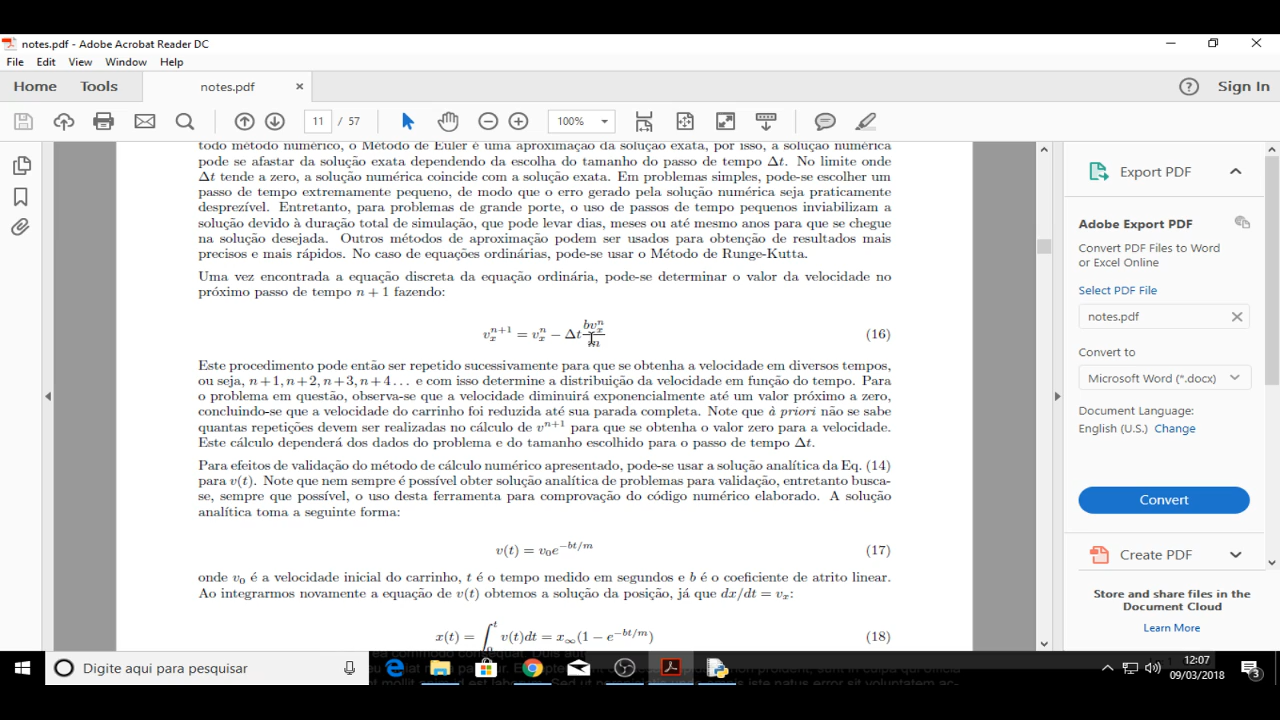 notes.pdf - Adobe Acrobat Reader DC
File Edit View Window Help
Home Tools notes.pdf × ? Sign In
11 / 57 100%
todo método numérico, o Método de Euler é uma aproximação da solução exata, por isso, a solução numérica
pode se afastar da solução exata dependendo da escolha do tamanho do passo de tempo Δt. No limite onde
Δt tende a zero, a solução numérica coincide com a solução exata. Em problemas simples, pode-se escolher um
passo de tempo extremamente pequeno, de modo que o erro gerado pela solução numérica seja praticamente
desprezível. Entretanto, para problemas de grande porte, o uso de passos de tempo pequenos inviabilizam a
solução devido à duração total de simulação, que pode levar dias, meses ou até mesmo anos para que se chegue
na solução desejada. Outros métodos de aproximação podem ser usados para obtenção de resultados mais
precisos e mais rápidos. No caso de equações ordinárias, pode-se usar o Método de Runge-Kutta.
Uma vez encontrada a equação discreta da equação ordinária, pode-se determinar o valor da velocidade no
próximo passo de tempo n + 1 fazendo:
v_x^{n+1} = v_x^n − Δt bv_x^n / m (16)
Este procedimento pode então ser repetido sucessivamente para que se obtenha a velocidade em diversos tempos,
ou seja, n + 1, n + 2, n + 3, n + 4 . . . e com isso determine a distribuição da velocidade em função do tempo. Para
o problema em questão, observa-se que a velocidade diminuirá exponencialmente até um valor próximo a zero,
concluindo-se que a velocidade do carrinho foi reduzida até sua parada completa. Note que à priori não se sabe
quantas repetições devem ser realizadas no cálculo de v^{n+1} para que se obtenha o valor zero para a velocidade.
Este cálculo dependerá dos dados do problema e do tamanho escolhido para o passo de tempo Δt.
Para efeitos de validação do método de cálculo numérico apresentado, pode-se usar a solução analítica da Eq. (14)
para v(t). Note que nem sempre é possível obter solução analítica de problemas para validação, entretanto busca-
se, sempre que possível, o uso desta ferramenta para comprovação do código numérico elaborado. A solução
analítica toma a seguinte forma:
v(t) = v_0 e^{−bt/m} (17)
onde v_0 é a velocidade inicial do carrinho, t é o tempo medido em segundos e b é o coeficiente de atrito linear.
Ao integrarmos novamente a equação de v(t) obtemos a solução da posição, já que dx/dt = v_x:
x(t) = ∫_0^t v(t)dt = x_∞(1 − e^{−bt/m}) (18)
Export PDF
Adobe Export PDF
Convert PDF Files to Word
or Excel Online
Select PDF File
notes.pdf
Convert to
Microsoft Word (*.docx)
Document Language:
English (U.S.) Change
Convert
Create PDF
Store and share files in the
Document Cloud
Learn More
Digite aqui para pesquisar
12:07
09/03/2018
3